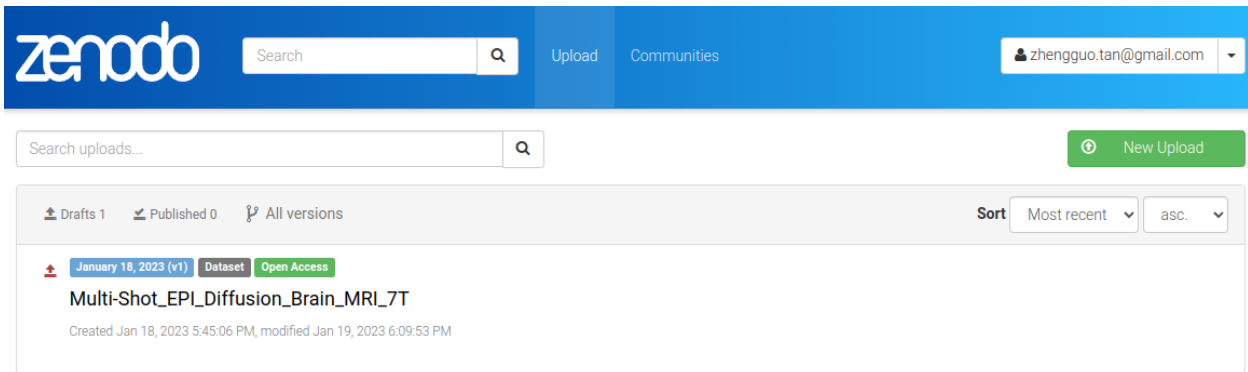 zenodo Search Upload Communities zhengguo.tan@gmail.com
Search uploads... New Upload
Drafts 1 Published 0 All versions Sort Most recent asc.
January 18, 2023 (v1) Dataset Open Access
Multi-Shot_EPI_Diffusion_Brain_MRI_7T
Created Jan 18, 2023 5:45:06 PM, modified Jan 19, 2023 6:09:53 PM